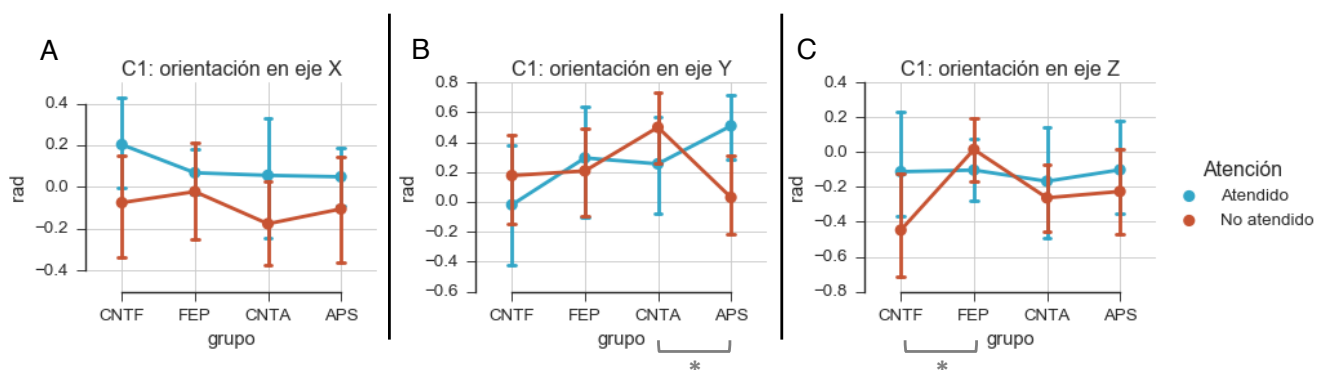 A
C1: orientación en eje X
rad
0.4
0.2
0.0
−0.2
−0.4
CNTF FEP CNTA APS
grupo
B
C1: orientación en eje Y
rad
0.8
0.6
0.4
0.2
0.0
−0.2
−0.4
−0.6
CNTF FEP CNTA APS
grupo
*
C
C1: orientación en eje Z
rad
0.4
0.2
0.0
−0.2
−0.4
−0.6
−0.8
CNTF FEP CNTA APS
grupo
*
Atención
Atendido
No atendido